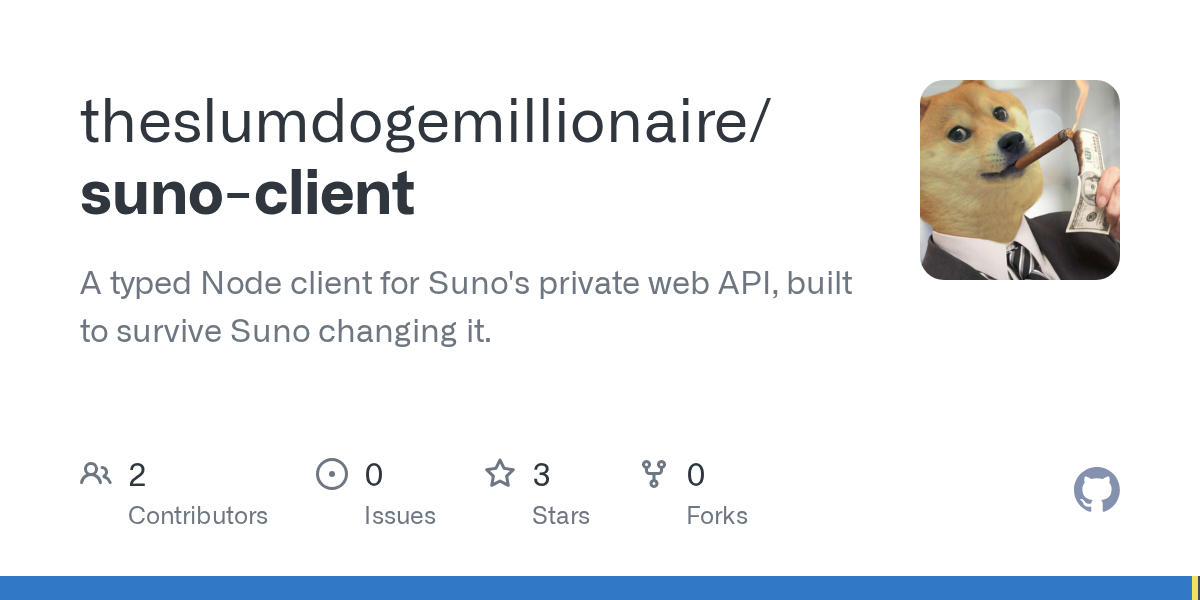 theslumdogemillionaire/
suno-client
A typed Node client for Suno's private web API, built
to survive Suno changing it.
2
Contributors
0
Issues
3
Stars
0
Forks